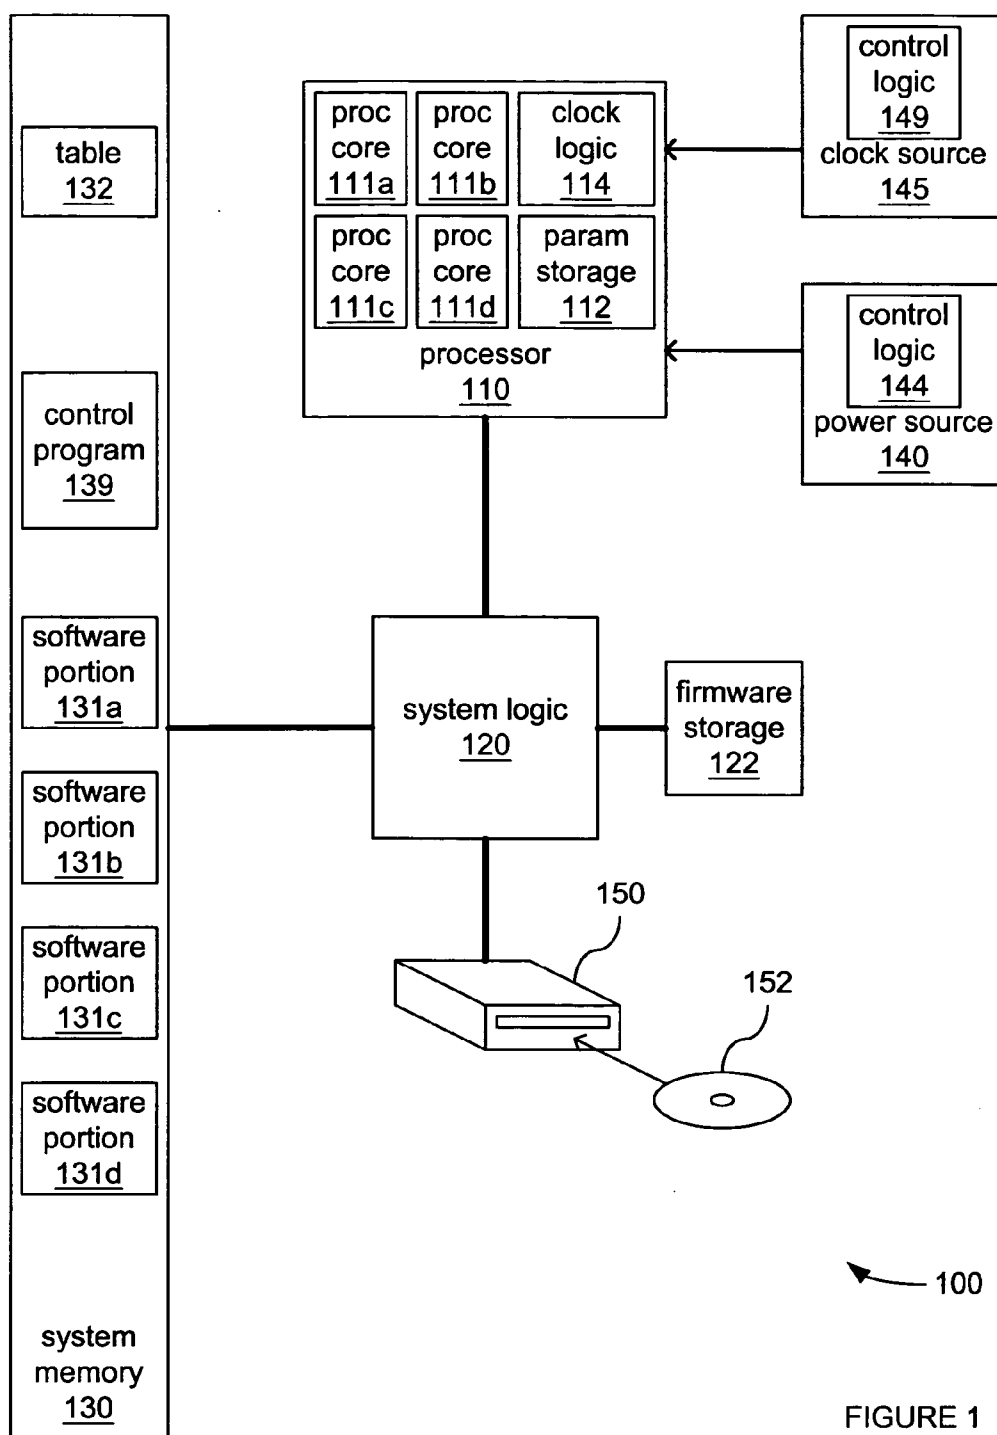 table
132
control
program
139
software
portion
131a
software
portion
131b
software
portion
131c
software
portion
131d
system
memory
130
proc
core
111a
proc
core
111b
clock
logic
114
proc
core
111c
proc
core
111d
param
storage
112
processor
110
control
logic
149
clock source
145
control
logic
144
power source
140
system logic
120
firmware
storage
122
150
152
100
FIGURE 1